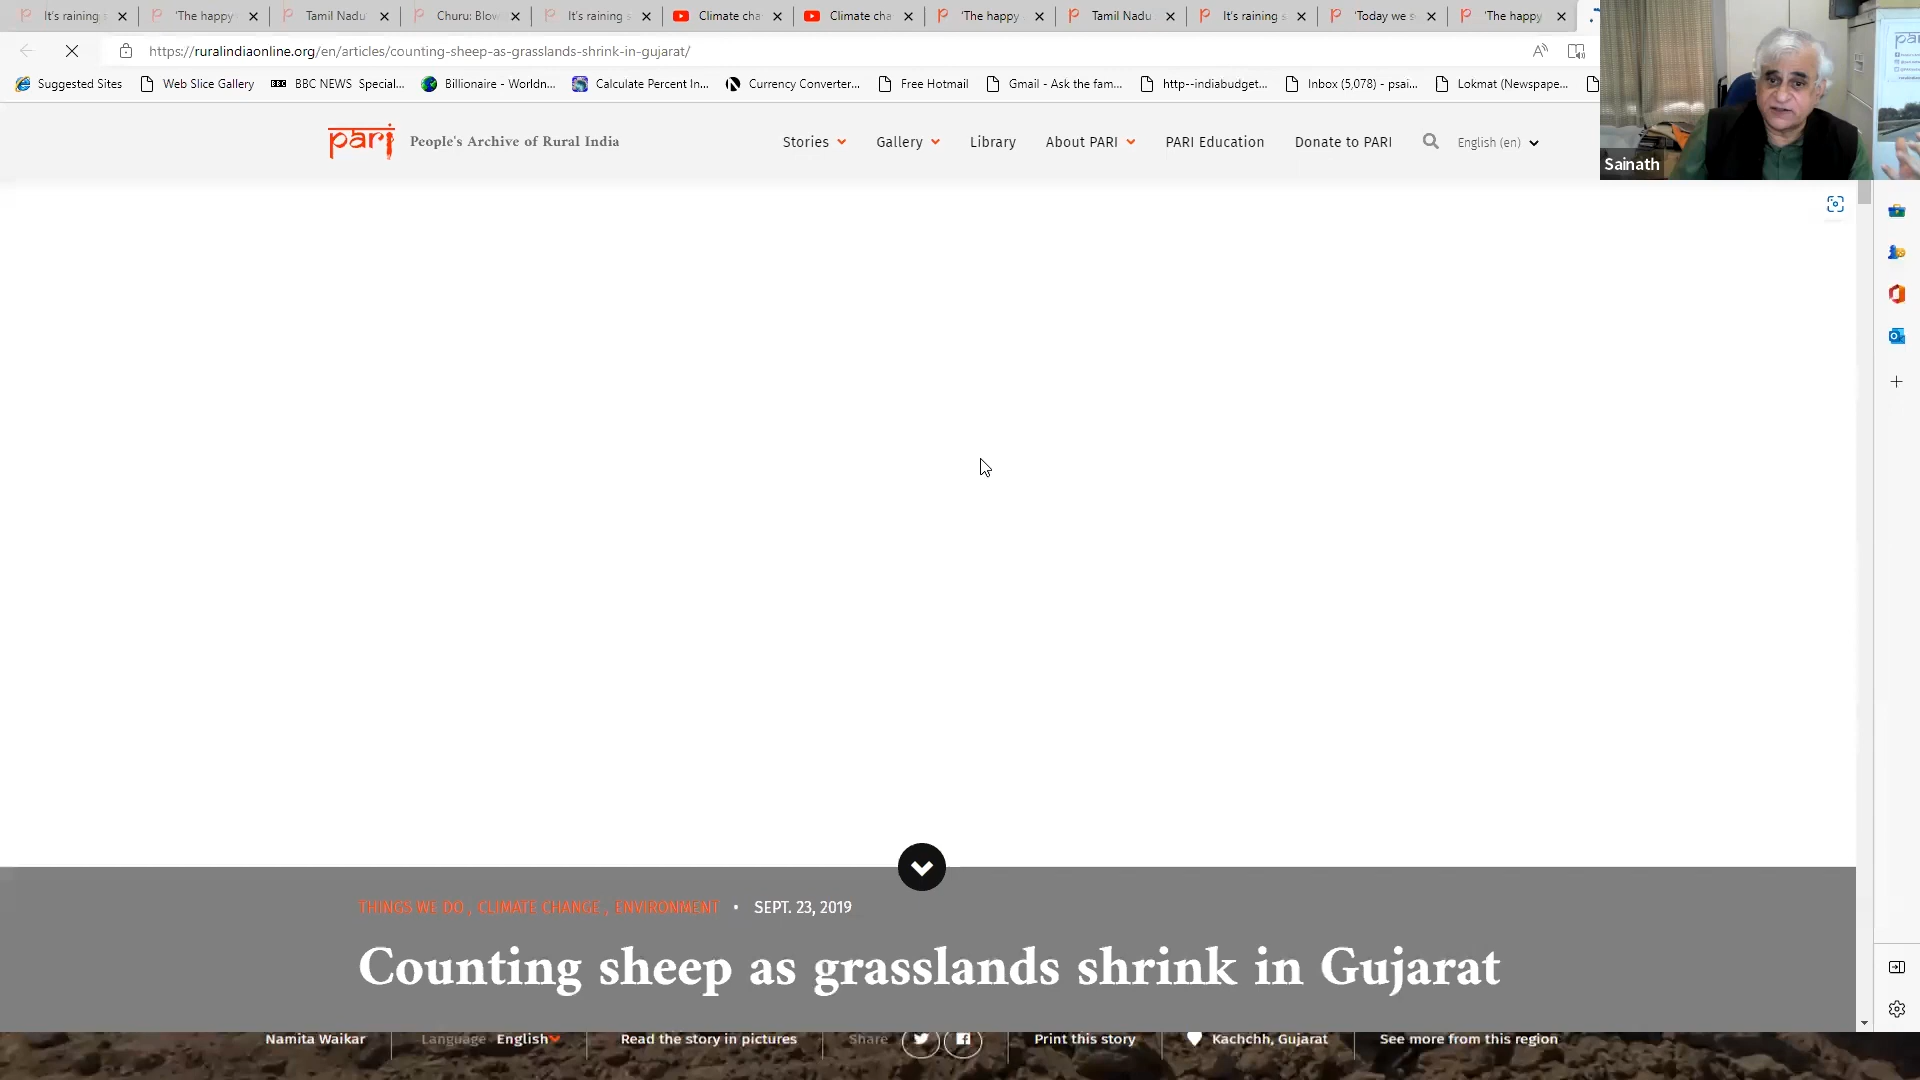 It's raining s
'The happy
Tamil Nadu'
Churu: Blow
It's raining s
Climate cha
Climate cha
'The happy
Tamil Nadu
It's raining s
'Today we s
'The happy
https://ruralindiaonline.org/en/articles/counting-sheep-as-grasslands-shrink-in-gujarat/
Suggested Sites
Web Slice Gallery
BBC NEWS Special...
Billionaire - Worldn...
Calculate Percent In...
Currency Converter...
Free Hotmail
Gmail - Ask the fam...
http--indiabudget...
Inbox (5,078) - psai...
Lokmat (Newspape...
Sainath
pari People's Archive of Rural India
Stories Gallery Library About PARI PARI Education Donate to PARI English (en)
THINGS WE DO , CLIMATE CHANGE , ENVIRONMENT • SEPT. 23, 2019
Counting sheep as grasslands shrink in Gujarat
Namita Waikar Language English Read the story in pictures Share Print this story Kachchh, Gujarat See more from this region